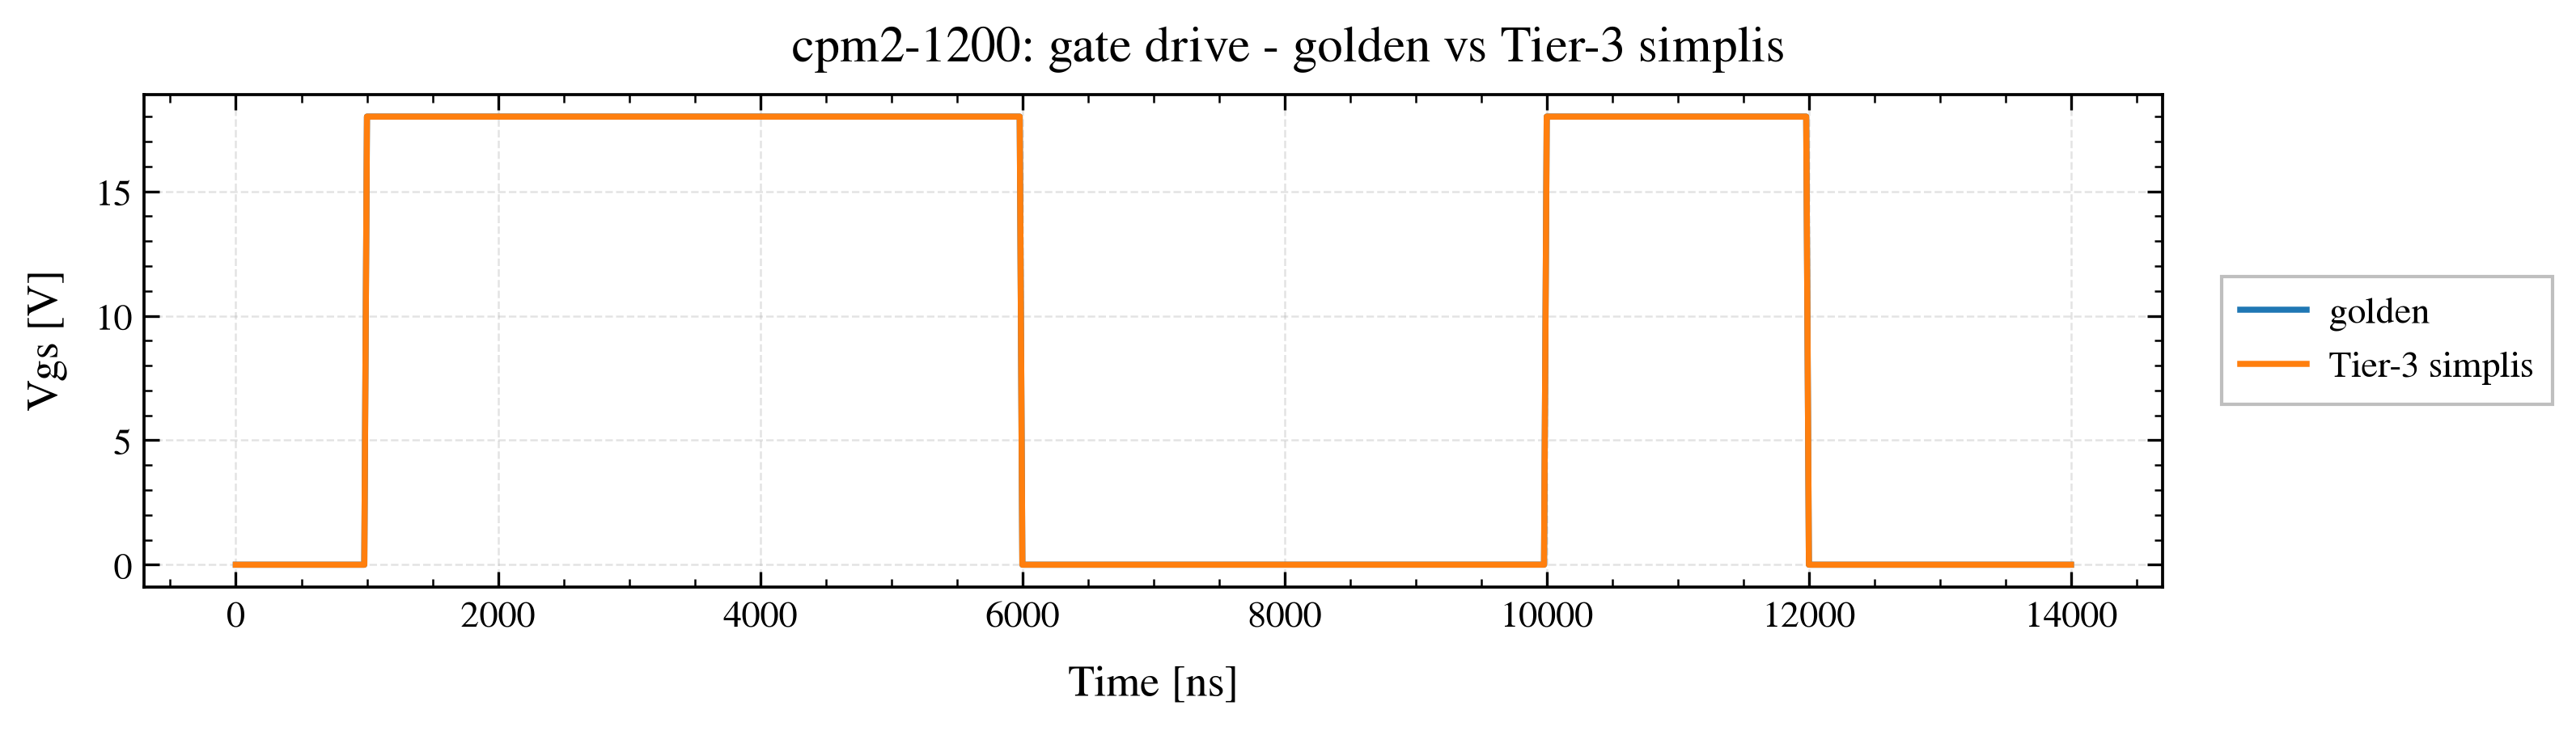 cpm2-1200: gate drive - golden vs Tier-3 simplis
Vgs [V]
15
10
5
0
0 2000 4000 6000 8000 10000 12000 14000
Time [ns]
golden
Tier-3 simplis